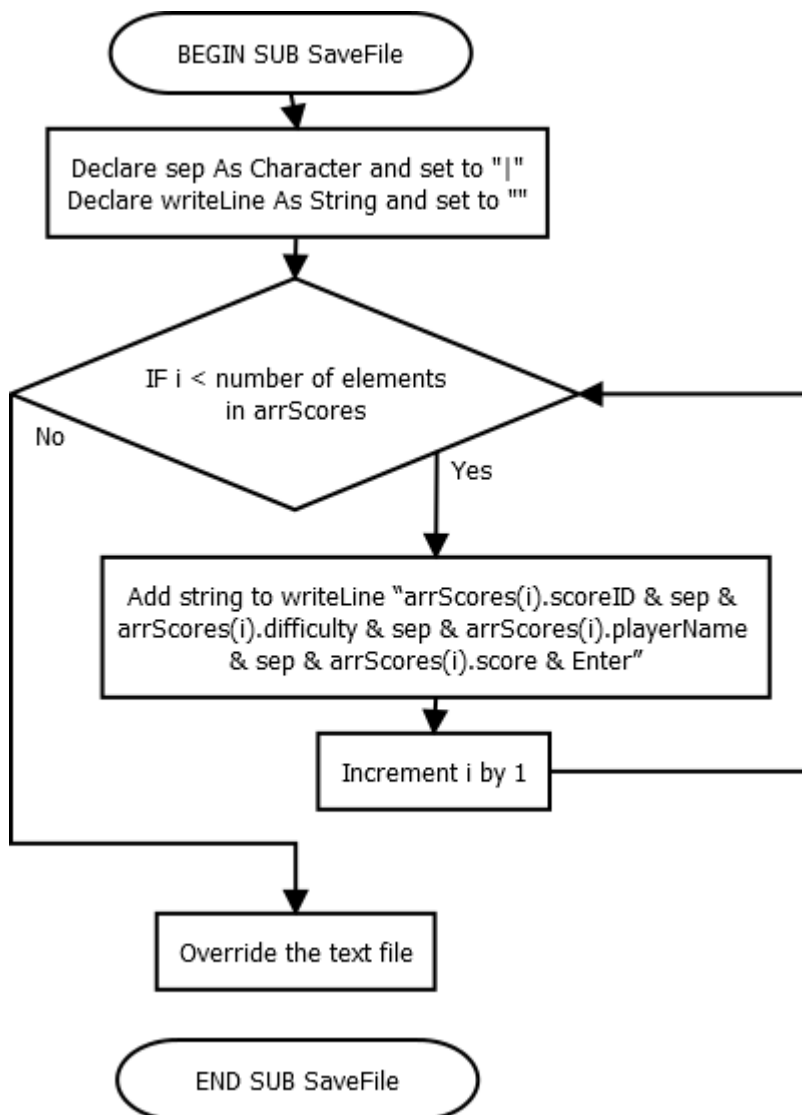 BEGIN SUB SaveFile
Declare sep As Character and set to "|"
Declare writeLine As String and set to ""
IF i < number of elements
in arrScores
No
Yes
Add string to writeLine “arrScores(i).scoreID & sep &
arrScores(i).difficulty & sep & arrScores(i).playerName
& sep & arrScores(i).score & Enter”
Increment i by 1
Override the text file
END SUB SaveFile